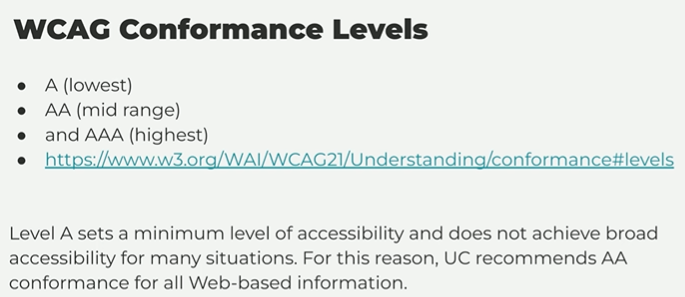 WCAG Conformance Levels
● A (lowest)
● AA (mid range)
● and AAA (highest)
● https://www.w3.org/WAI/WCAG21/Understanding/conformance#levels
Level A sets a minimum level of accessibility and does not achieve broad
accessibility for many situations. For this reason, UC recommends AA
conformance for all Web-based information.